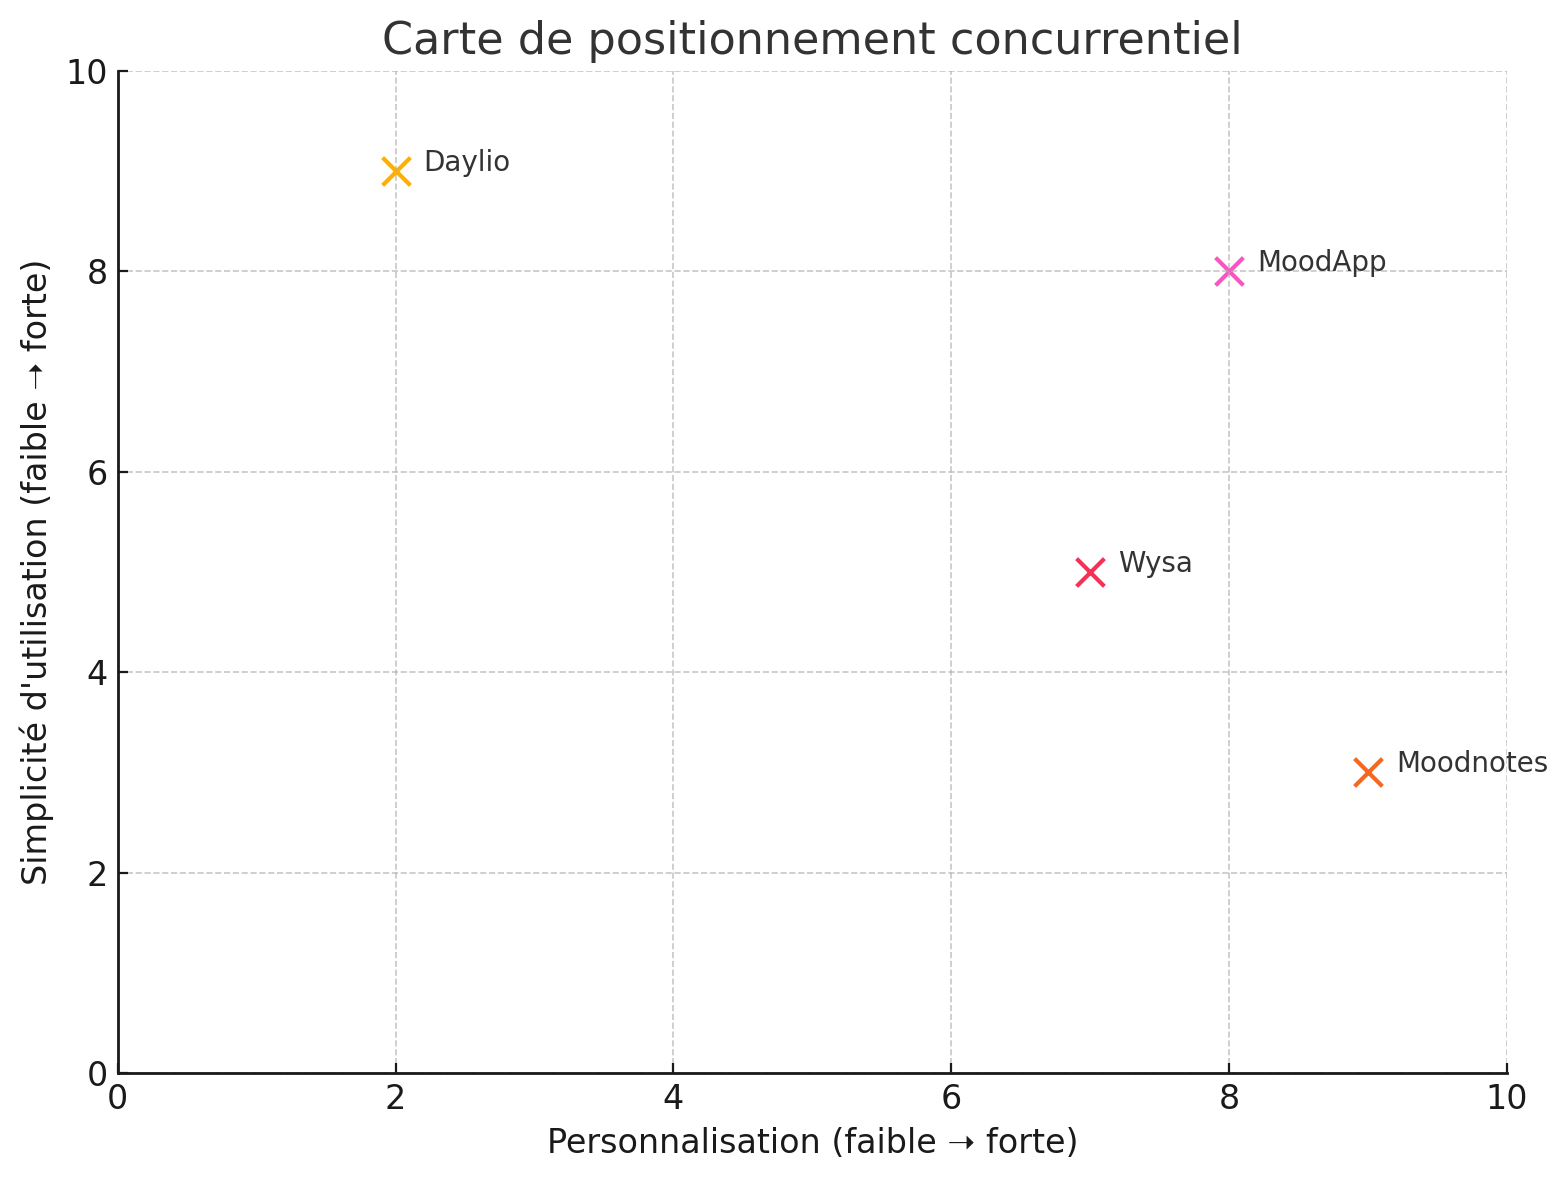 Carte de positionnement concurrentiel
10
Daylio
MoodApp
8
6
Wysa
4
Moodnotes
2
0
0 2 4 6 8 10
Simplicité d'utilisation (faible → forte)
Personnalisation (faible → forte)